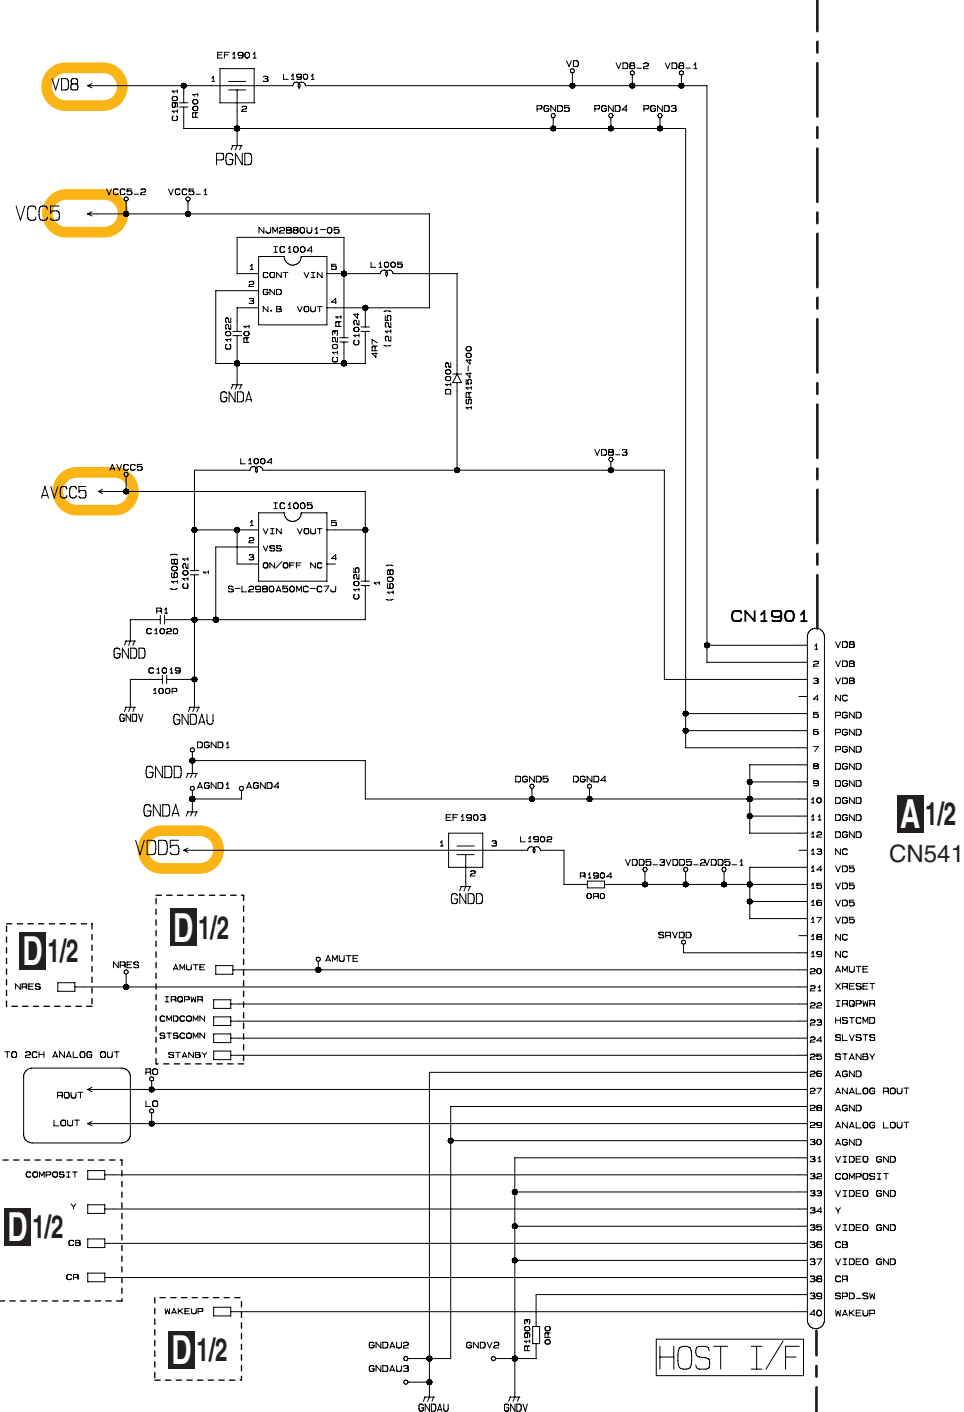 EF1901
VD8
1
3
L1901
VD
VD8_2
VD8_1
C1901
R001
2
PGND5
PGND4
PGND3
PGND
VCC5
VCC5_2
VCC5_1
NJM2880U1-05
IC1004
1 CONT VIN 5
L1005
2 GND
3 N.B VOUT 4
C1022
R01
C1023
R1
C1024
4R7
(2125)
GNDA
D1002
1SR154-400
VD8_3
L1004
AVCC5
AVCC5
IC1005
1 VIN VOUT 5
2 VSS
3 ON/OFF NC 4
S-L2980A50MC-C7J
(1608)
C1021
1
C1025
1
(1608)
R1
C1020
GNDD
C1019
100P
GNDV
GNDAU
CN1901
1 VD8
2 VD8
3 VD8
4 NC
5 PGND
6 PGND
7 PGND
DGND1
GNDD
8 DGND
9 DGND
10 DGND
11 DGND
12 DGND
DGND5
DGND4
AGND1
AGND4
GNDA
A 1/2
CN541
EF1903
VDD5
1
3
L1902
2
GNDD
13 NC
R1904
0R0
VDD5_3
VDD5_2
VDD5_1
14 VD5
15 VD5
16 VD5
17 VD5
18 NC
SRVDD
19 NC
D 1/2
D 1/2
NRES
NRES
AMUTE
AMUTE
20 AMUTE
21 XRESET
IRQPWR
22 IRQPWR
CMDCOMN
23 HSTCMD
STSCOMN
24 SLVSTS
STANBY
25 STANBY
TO 2CH ANALOG OUT
26 AGND
RO
ROUT
27 ANALOG ROUT
28 AGND
LO
LOUT
29 ANALOG LOUT
30 AGND
31 VIDEO GND
COMPOSIT
32 COMPOSIT
33 VIDEO GND
Y
34 Y
D 1/2
35 VIDEO GND
CB
36 CB
37 VIDEO GND
CR
38 CR
39 SPD_SW
WAKEUP
40 WAKEUP
D 1/2
R1903
0R0
GNDAU2
GNDV2
GNDAU3
HOST I/F
GNDAU
GNDV